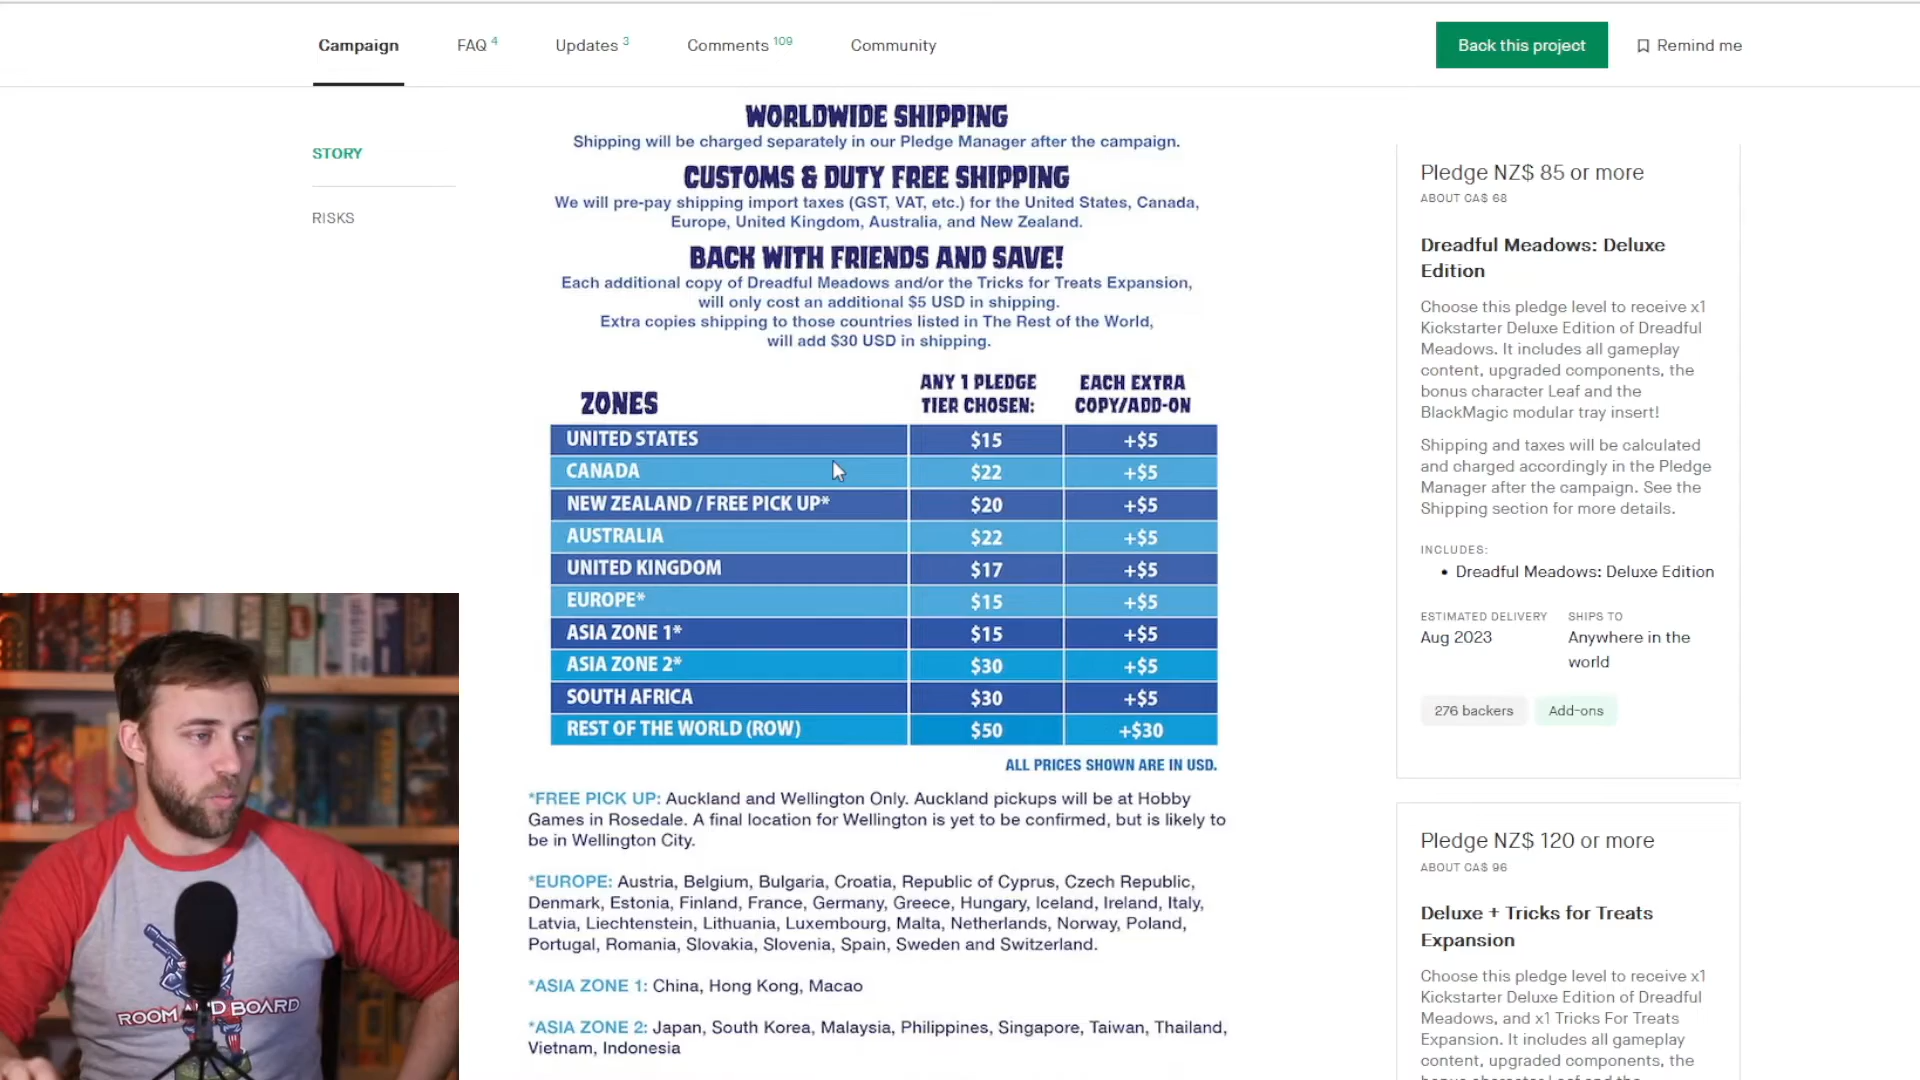 Campaign
FAQ 4
Updates 3
Comments 109
Community
Back this project
Remind me
STORY
RISKS
WORLDWIDE SHIPPING
Shipping will be charged separately in our Pledge Manager after the campaign.
CUSTOMS & DUTY FREE SHIPPING
We will pre-pay shipping import taxes (GST, VAT, etc.) for the United States, Canada,
Europe, United Kingdom, Australia, and New Zealand.
BACK WITH FRIENDS AND SAVE!
Each additional copy of Dreadful Meadows and/or the Tricks for Treats Expansion,
will only cost an additional $5 USD in shipping.
Extra copies shipping to those countries listed in The Rest of the World,
will add $30 USD in shipping.
ZONES
ANY 1 PLEDGE
TIER CHOSEN:
EACH EXTRA
COPY/ADD-ON
UNITED STATES $15 +$5
CANADA $22 +$5
NEW ZEALAND / FREE PICK UP* $20 +$5
AUSTRALIA $22 +$5
UNITED KINGDOM $17 +$5
EUROPE* $15 +$5
ASIA ZONE 1* $15 +$5
ASIA ZONE 2* $30 +$5
SOUTH AFRICA $30 +$5
REST OF THE WORLD (ROW) $50 +$30
ALL PRICES SHOWN ARE IN USD.
*FREE PICK UP: Auckland and Wellington Only. Auckland pickups will be at Hobby
Games in Rosedale. A final location for Wellington is yet to be confirmed, but is likely to
be in Wellington City.
*EUROPE: Austria, Belgium, Bulgaria, Croatia, Republic of Cyprus, Czech Republic,
Denmark, Estonia, Finland, France, Germany, Greece, Hungary, Iceland, Ireland, Italy,
Latvia, Liechtenstein, Lithuania, Luxembourg, Malta, Netherlands, Norway, Poland,
Portugal, Romania, Slovakia, Slovenia, Spain, Sweden and Switzerland.
*ASIA ZONE 1: China, Hong Kong, Macao
*ASIA ZONE 2: Japan, South Korea, Malaysia, Philippines, Singapore, Taiwan, Thailand,
Vietnam, Indonesia
Pledge NZ$ 85 or more
ABOUT CA$ 68
Dreadful Meadows: Deluxe
Edition
Choose this pledge level to receive x1
Kickstarter Deluxe Edition of Dreadful
Meadows. It includes all gameplay
content, upgraded components, the
bonus character Leaf and the
BlackMagic modular tray insert!
Shipping and taxes will be calculated
and charged accordingly in the Pledge
Manager after the campaign. See the
Shipping section for more details.
INCLUDES:
• Dreadful Meadows: Deluxe Edition
ESTIMATED DELIVERY
Aug 2023
SHIPS TO
Anywhere in the
world
276 backers
Add-ons
Pledge NZ$ 120 or more
ABOUT CA$ 96
Deluxe + Tricks for Treats
Expansion
Choose this pledge level to receive x1
Kickstarter Deluxe Edition of Dreadful
Meadows, and x1 Tricks For Treats
Expansion. It includes all gameplay
content, upgraded components, the
bonus character Leaf and the
ROOM AND BOARD